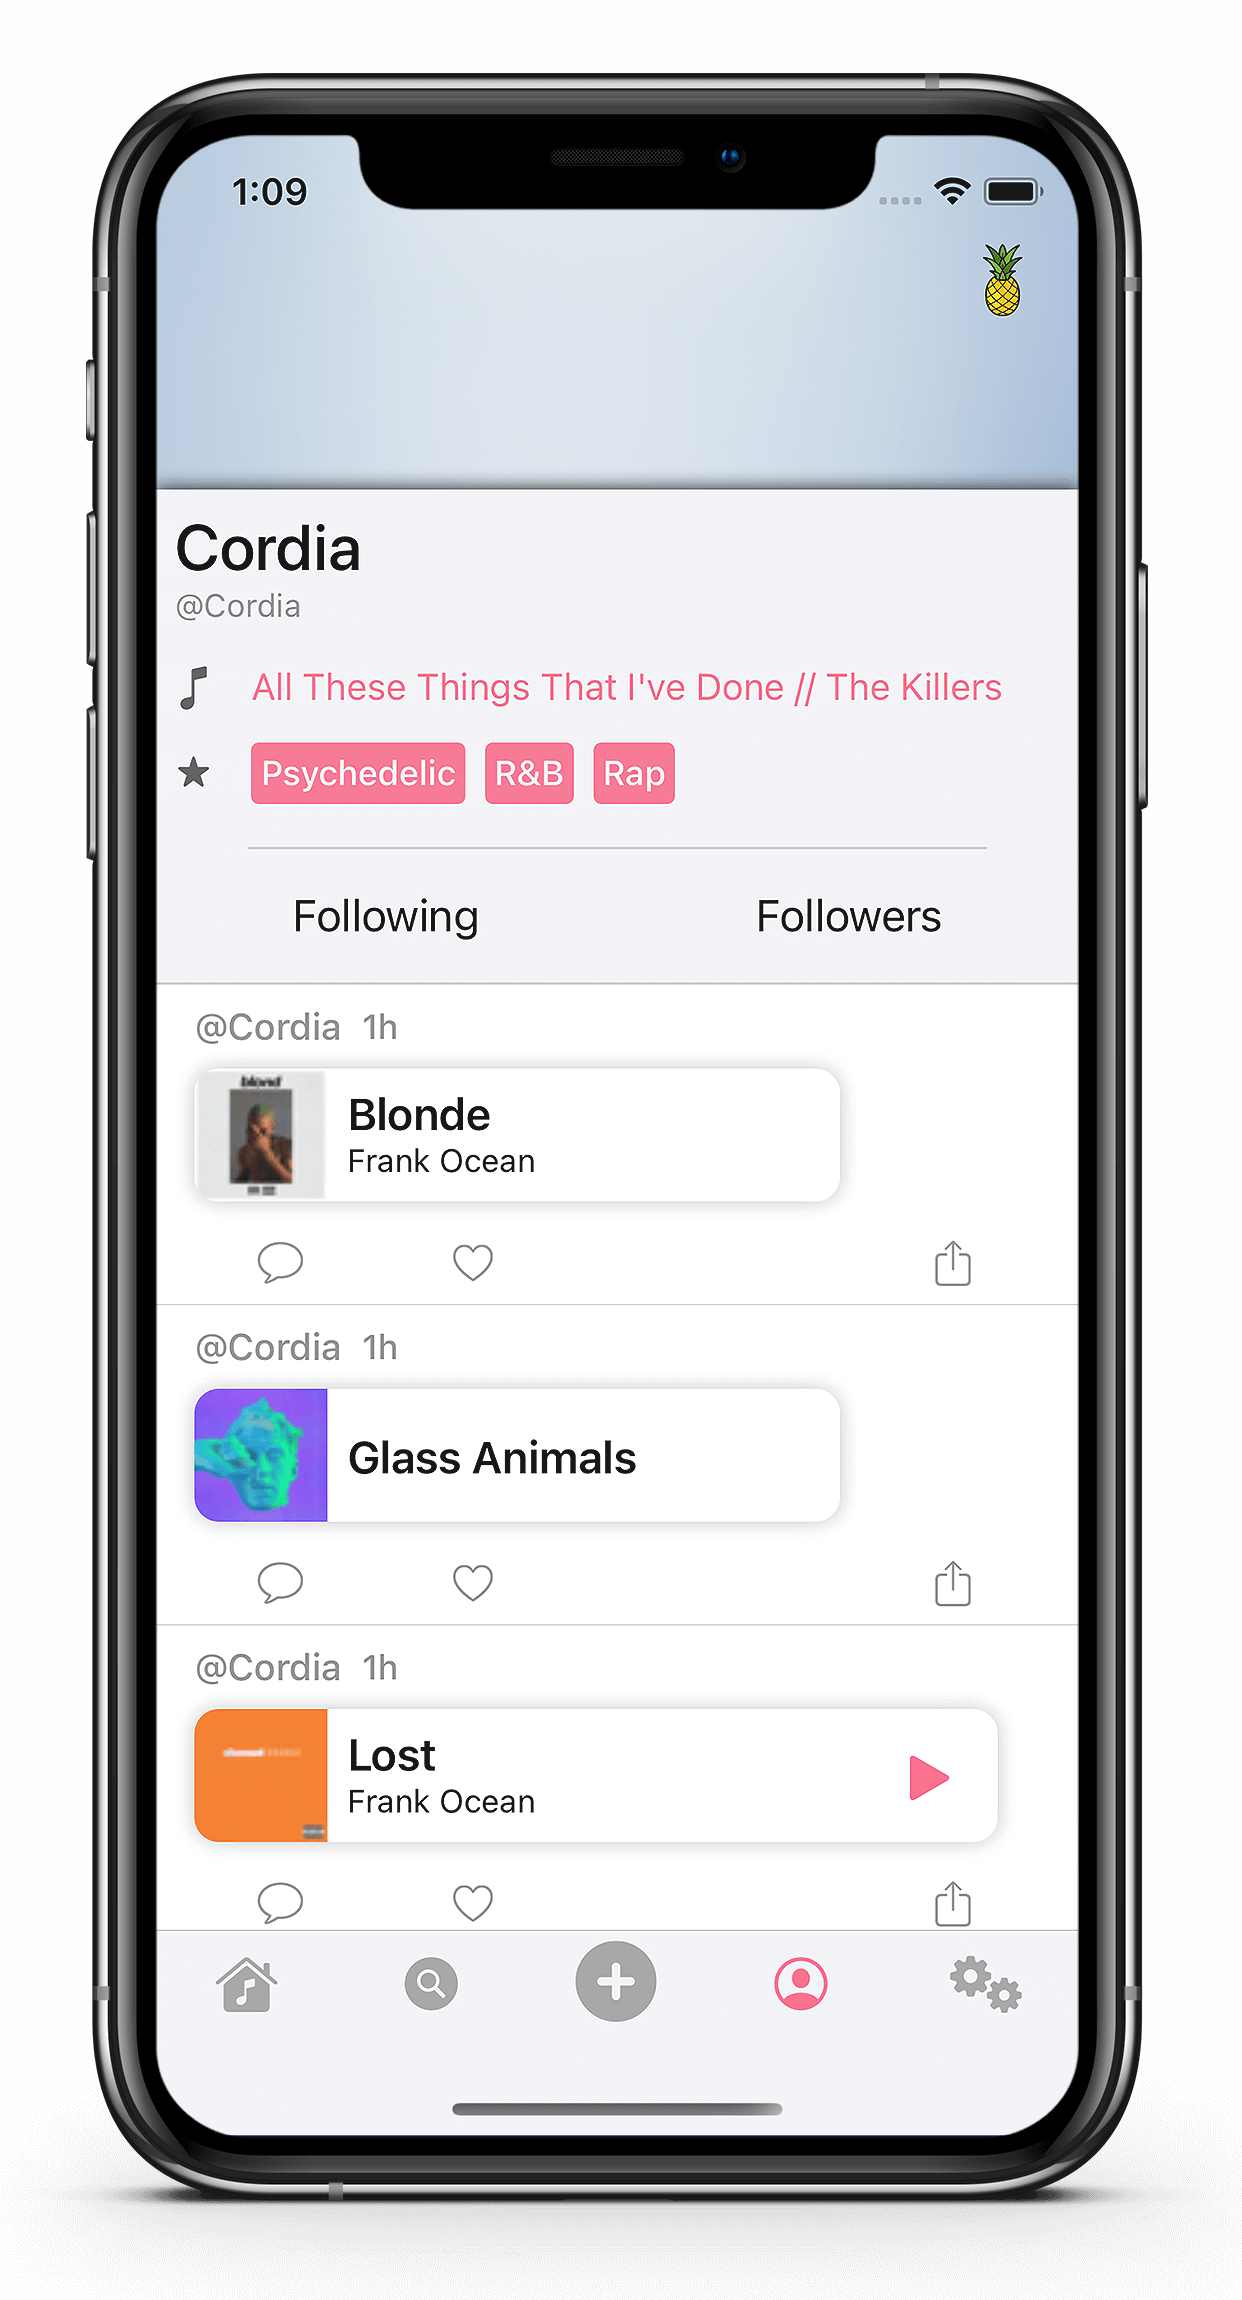 1:09
Cordia
@Cordia
All These Things That I've Done // The Killers
Psychedelic R&B Rap
Following Followers
@Cordia 1h
blond
Blonde
Frank Ocean
@Cordia 1h
Glass Animals
@Cordia 1h
Lost
Frank Ocean